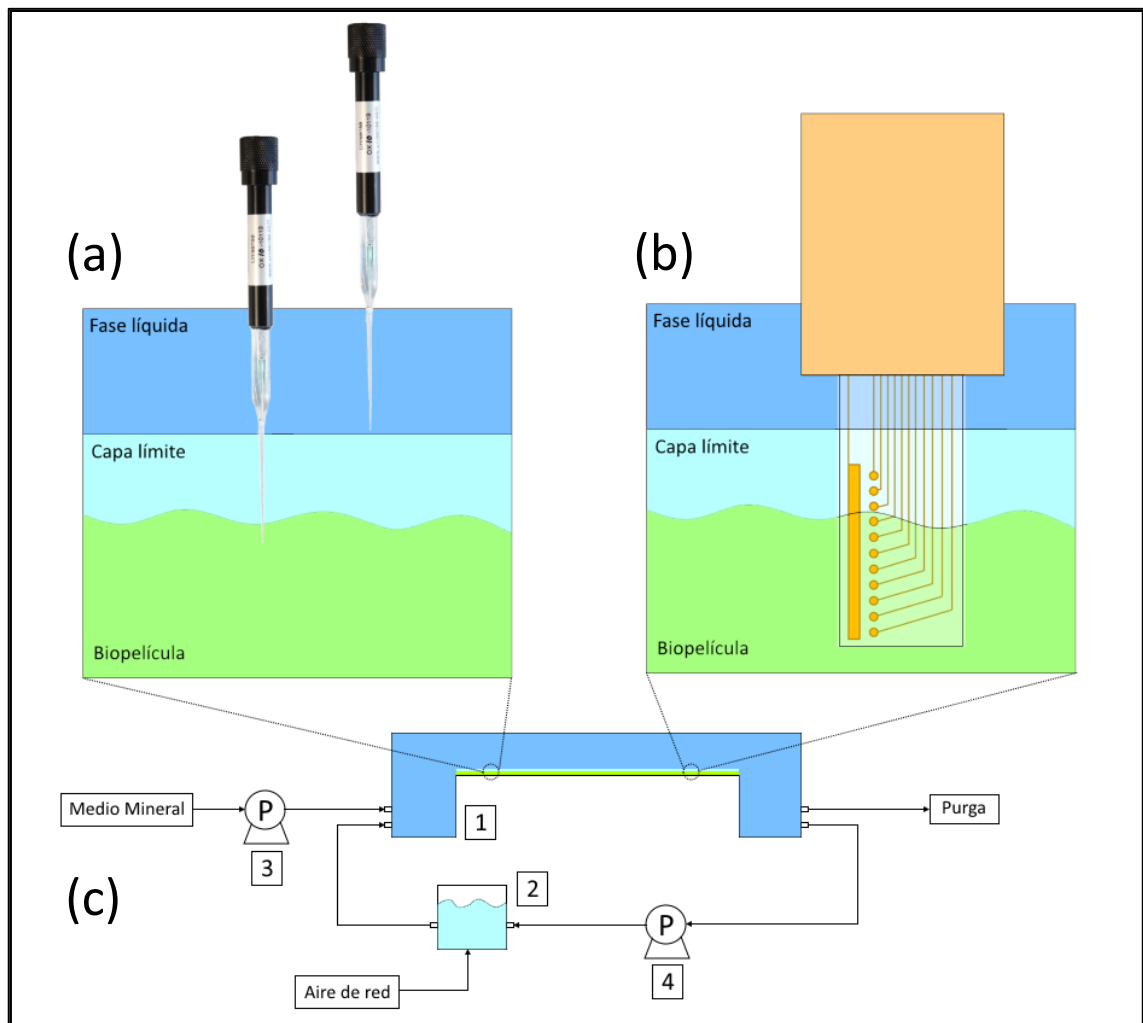 (a)
(b)
Fase líquida
Capa límite
Biopelícula
Fase líquida
Capa límite
Biopelícula
Medio Mineral
P
3
1
Purga
(c)
2
P
4
Aire de red